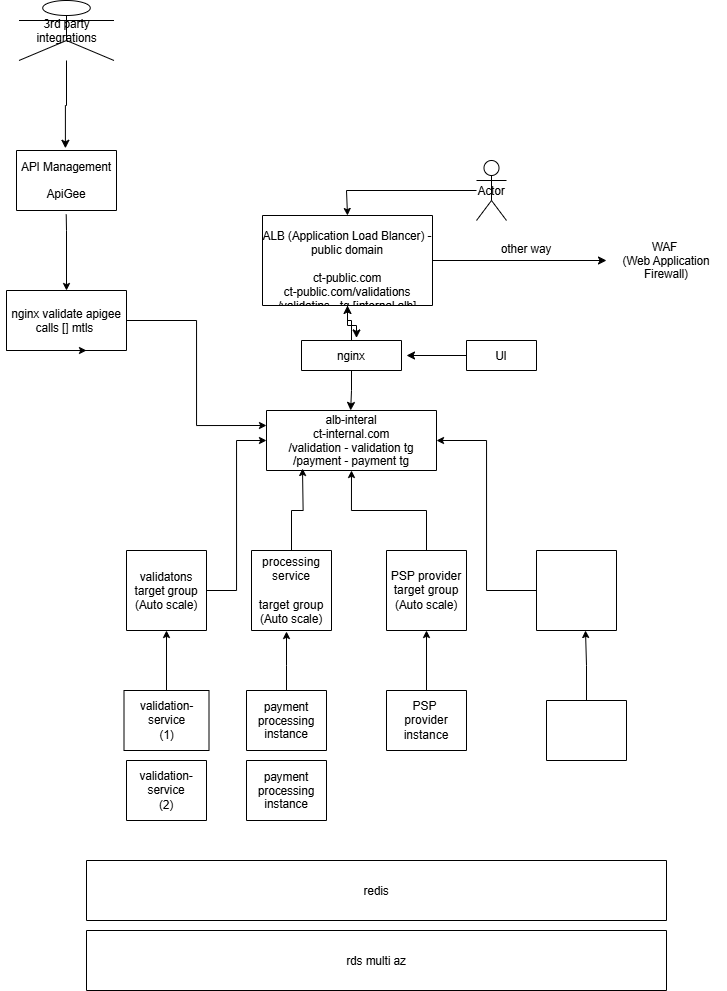 3rd party
integrations
API Management
ApiGee
Actor
ALB (Application Load Blancer) -
public domain
ct-public.com
ct-public.com/validations
/validatins - tg [internal alb]
other way
WAF
(Web Application
Firewall)
nginx validate apigee
calls [] mtls
nginx
UI
alb-interal
ct-internal.com
/validation - validation tg
/payment - payment tg
validatons
target group
(Auto scale)
processing
service
target group
(Auto scale)
PSP provider
target group
(Auto scale)
validation-
service
(1)
payment
processing
instance
PSP
provider
instance
validation-
service
(2)
payment
processing
instance
redis
rds multi az